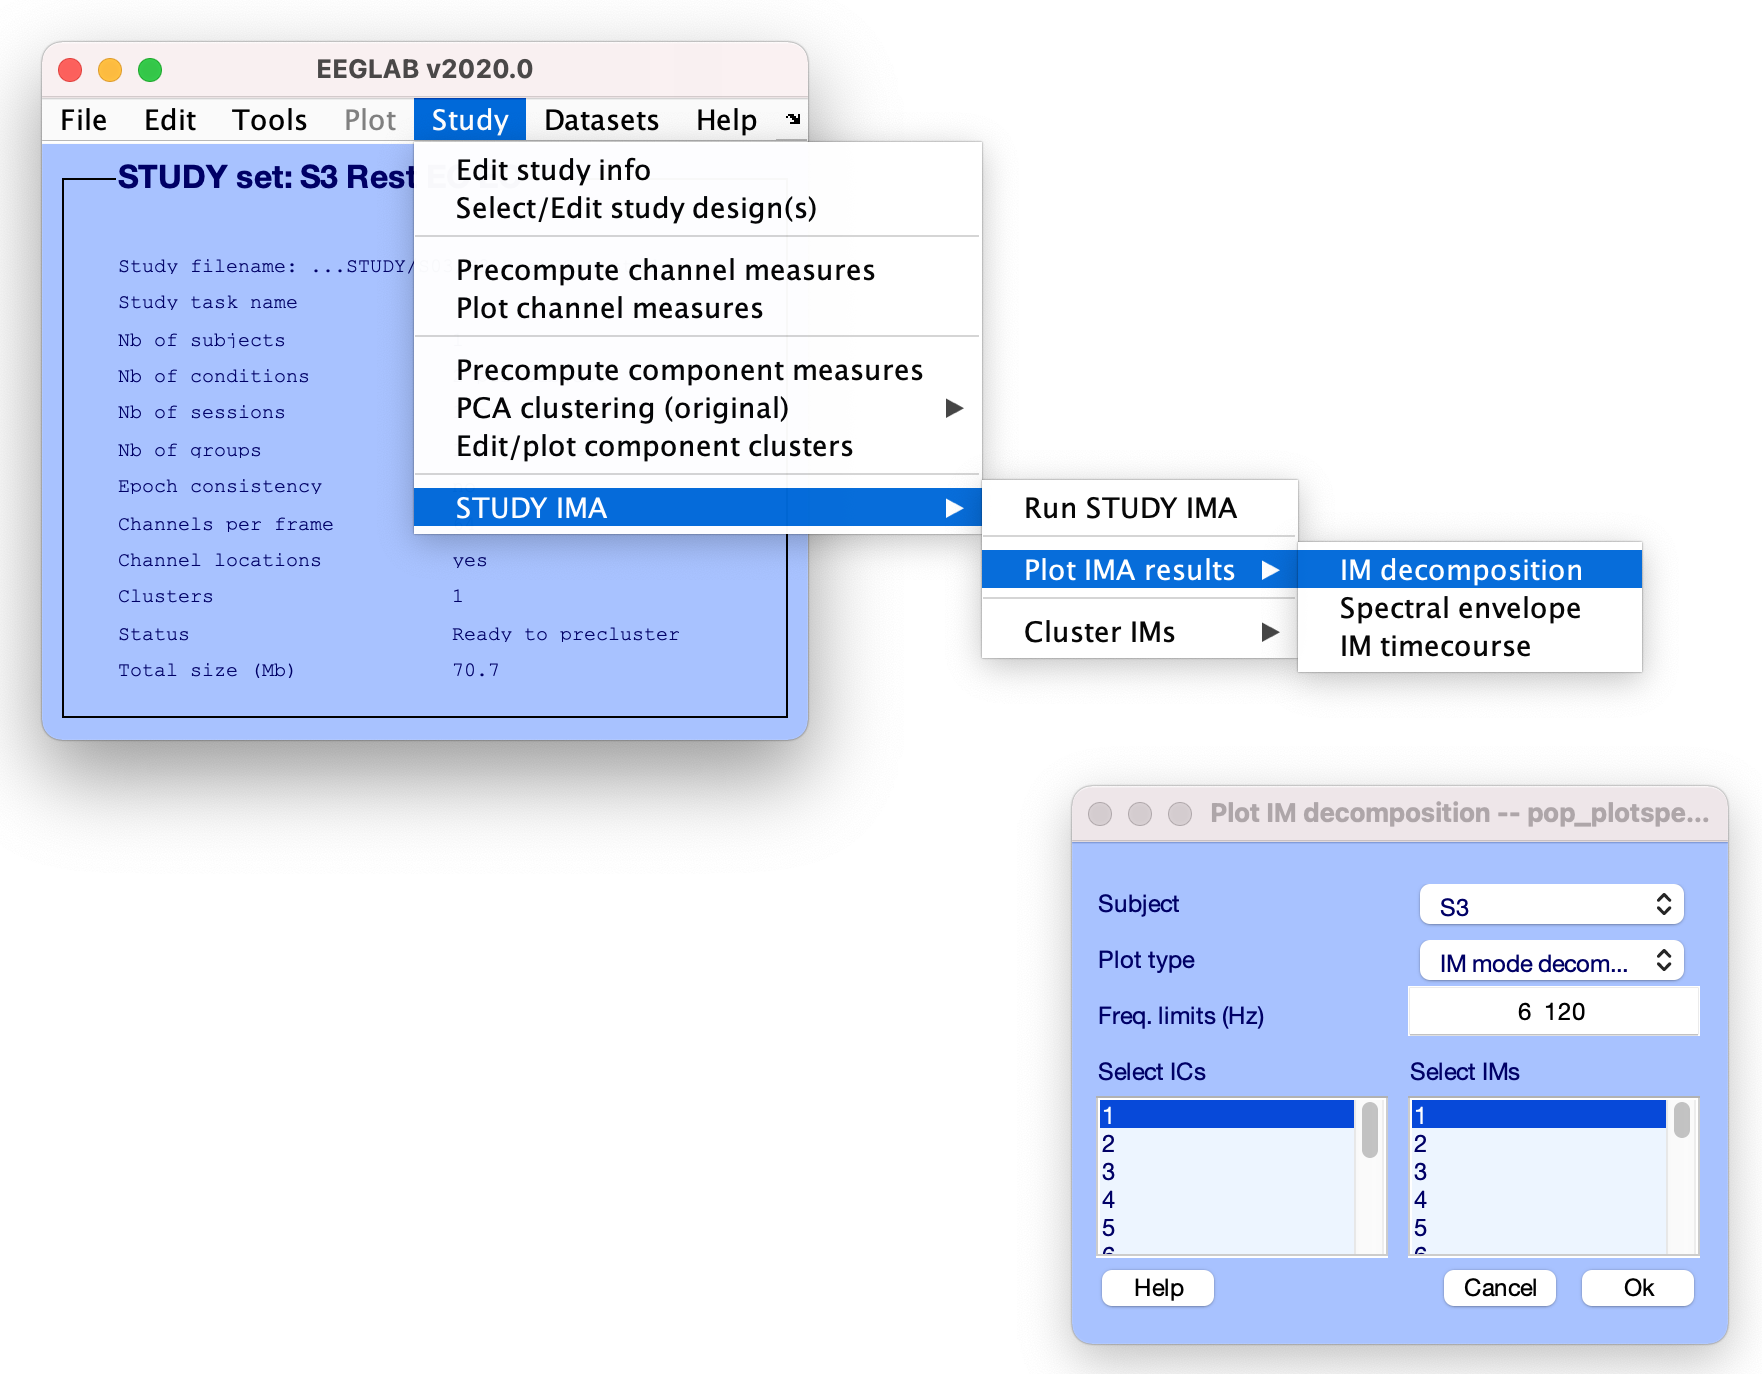 EEGLAB v2020.0
File Edit Tools Plot Study Datasets Help
STUDY set: S3 Rest
Study filename: ...STUDY/
Study task name
Nb of subjects
Nb of conditions
Nb of sessions
Nb of groups
Epoch consistency
Channels per frame
Channel locations yes
Clusters 1
Status Ready to precluster
Total size (Mb) 70.7
Edit study info
Select/Edit study design(s)
Precompute channel measures
Plot channel measures
Precompute component measures
PCA clustering (original)
Edit/plot component clusters
STUDY IMA
Run STUDY IMA
Plot IMA results
Cluster IMs
IM decomposition
Spectral envelope
IM timecourse
Plot IM decomposition -- pop_plotspe...
Subject S3
Plot type IM mode decom...
Freq. limits (Hz) 6 120
Select ICs Select IMs
1 1
2 2
3 3
4 4
5 5
6 6
Help Cancel Ok